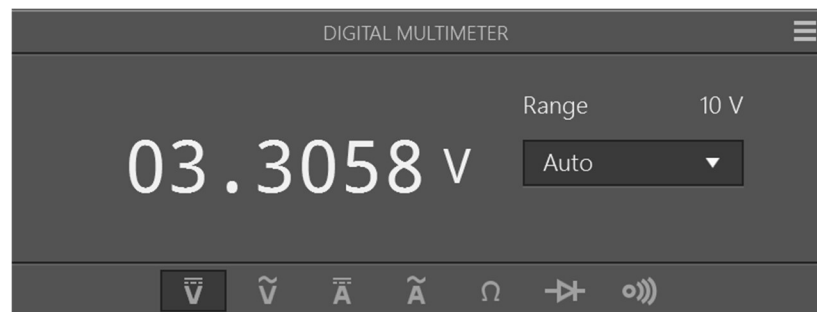 DIGITAL MULTIMETER
Range 10 V
03.3058 V
Auto
V V A A Ω